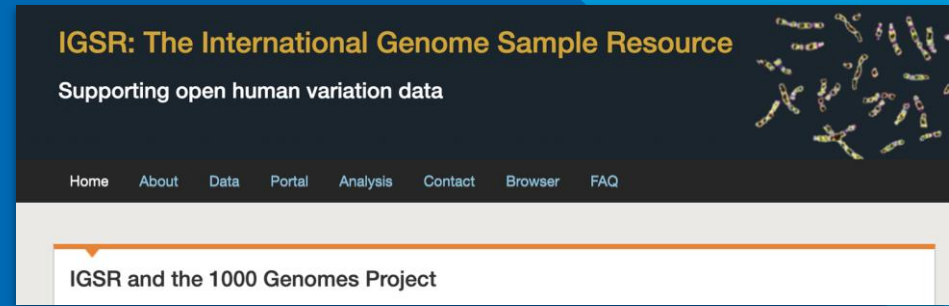 IGSR: The International Genome Sample Resource
Supporting open human variation data
Home About Data Portal Analysis Contact Browser FAQ
IGSR and the 1000 Genomes Project